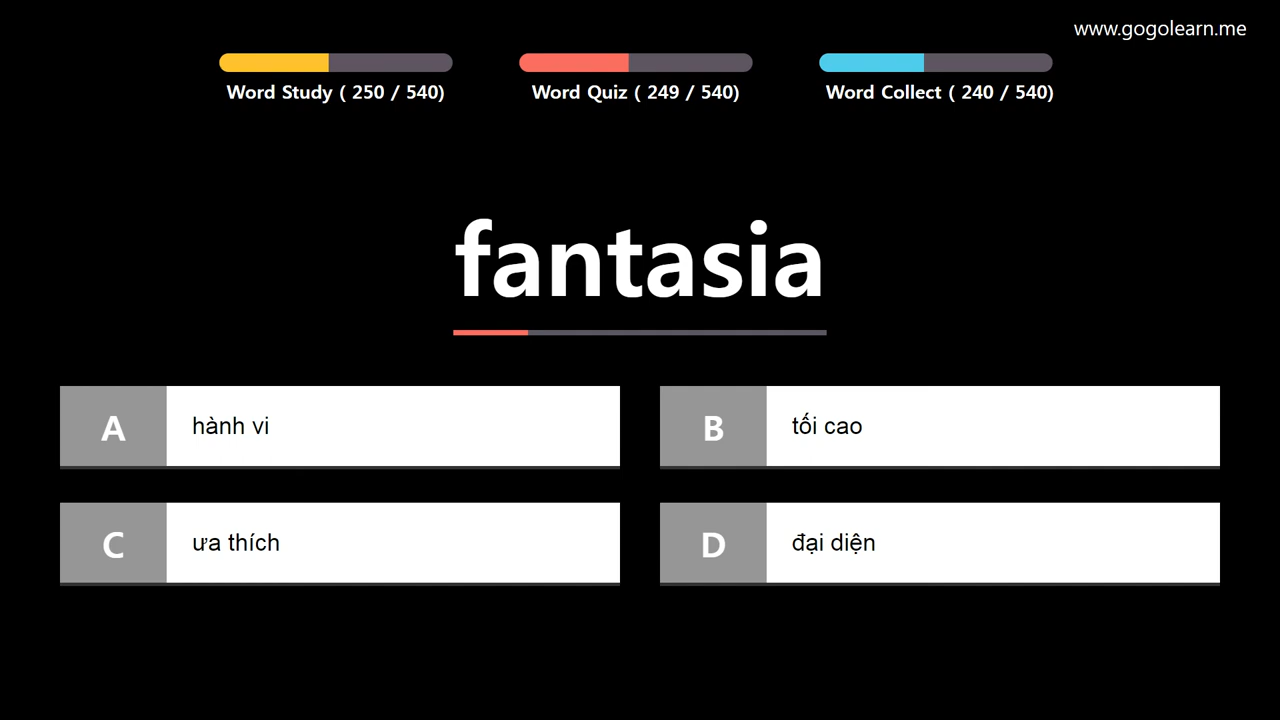 www.gogolearn.me
Word Study ( 250 / 540)
Word Quiz ( 249 / 540)
Word Collect ( 240 / 540)
fantasia
A hành vi
B tối cao
C ưa thích
D đại diện